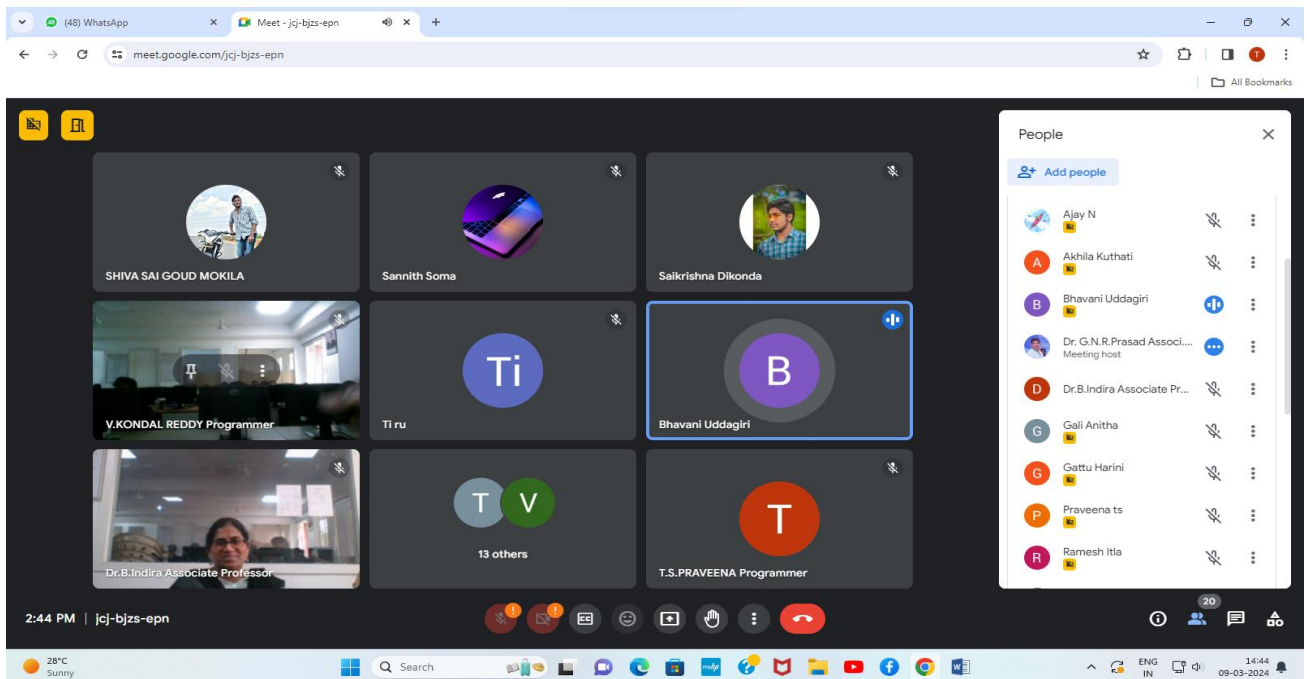 (48) WhatsApp
Meet - jcj-bjzs-epn
meet.google.com/jcj-bjzs-epn
T
All Bookmarks
SHIVA SAI GOUD MOKILA
Sannith Soma
Saikrishna Dikonda
V.KONDAL REDDY Programmer
Ti
Ti ru
B
Bhavani Uddagiri
Dr.B.Indira Associate Professor
T V
13 others
T
T.S.PRAVEENA Programmer
People
Add people
Ajay N
A
Akhila Kuthati
B
Bhavani Uddagiri
Dr. G.N.R.Prasad Associ...
Meeting host
D
Dr.B.Indira Associate Pr...
G
Gali Anitha
G
Gattu Harini
P
Praveena ts
R
Ramesh Itla
2:44 PM | jcj-bjzs-epn
CC
20
28°C
Sunny
Search
ENG
IN
14:44
09-03-2024